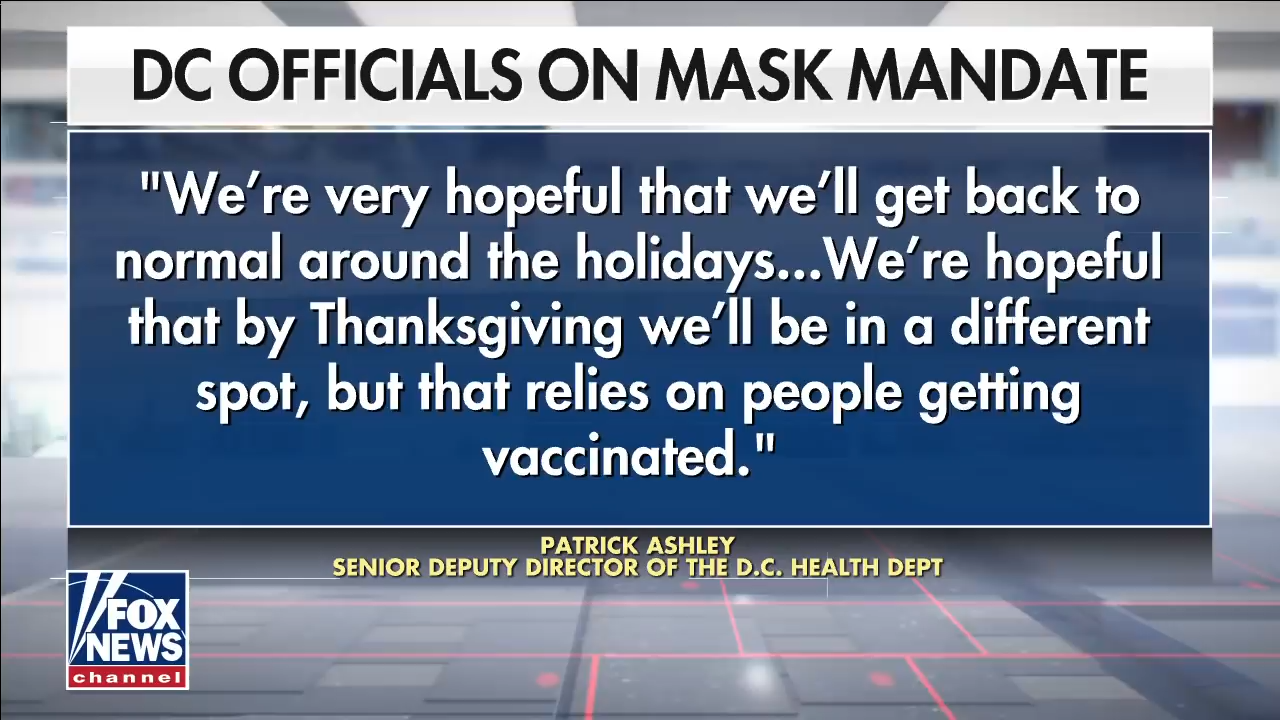 DC OFFICIALS ON MASK MANDATE
"We’re very hopeful that we’ll get back to
normal around the holidays...We’re hopeful
that by Thanksgiving we’ll be in a different
spot, but that relies on people getting
vaccinated."
PATRICK ASHLEY
SENIOR DEPUTY DIRECTOR OF THE D.C. HEALTH DEPT
FOX
NEWS
channel